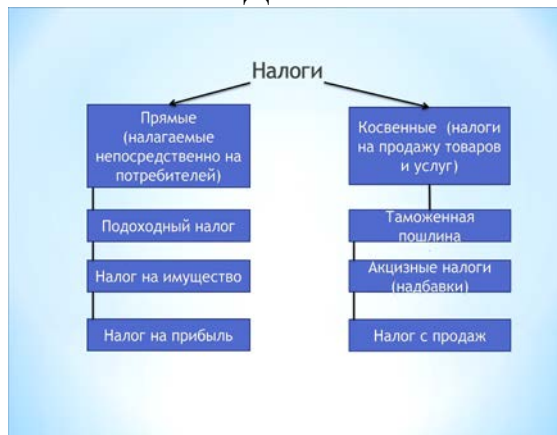 Налоги
Прямые
(налагаемые
непосредственно на
потребителей)
Подоходный налог
Налог на имущество
Налог на прибыль
Косвенные (налоги
на продажу товаров
и услуг)
Таможенная
пошлина
Акцизные налоги
(надбавки)
Налог с продаж